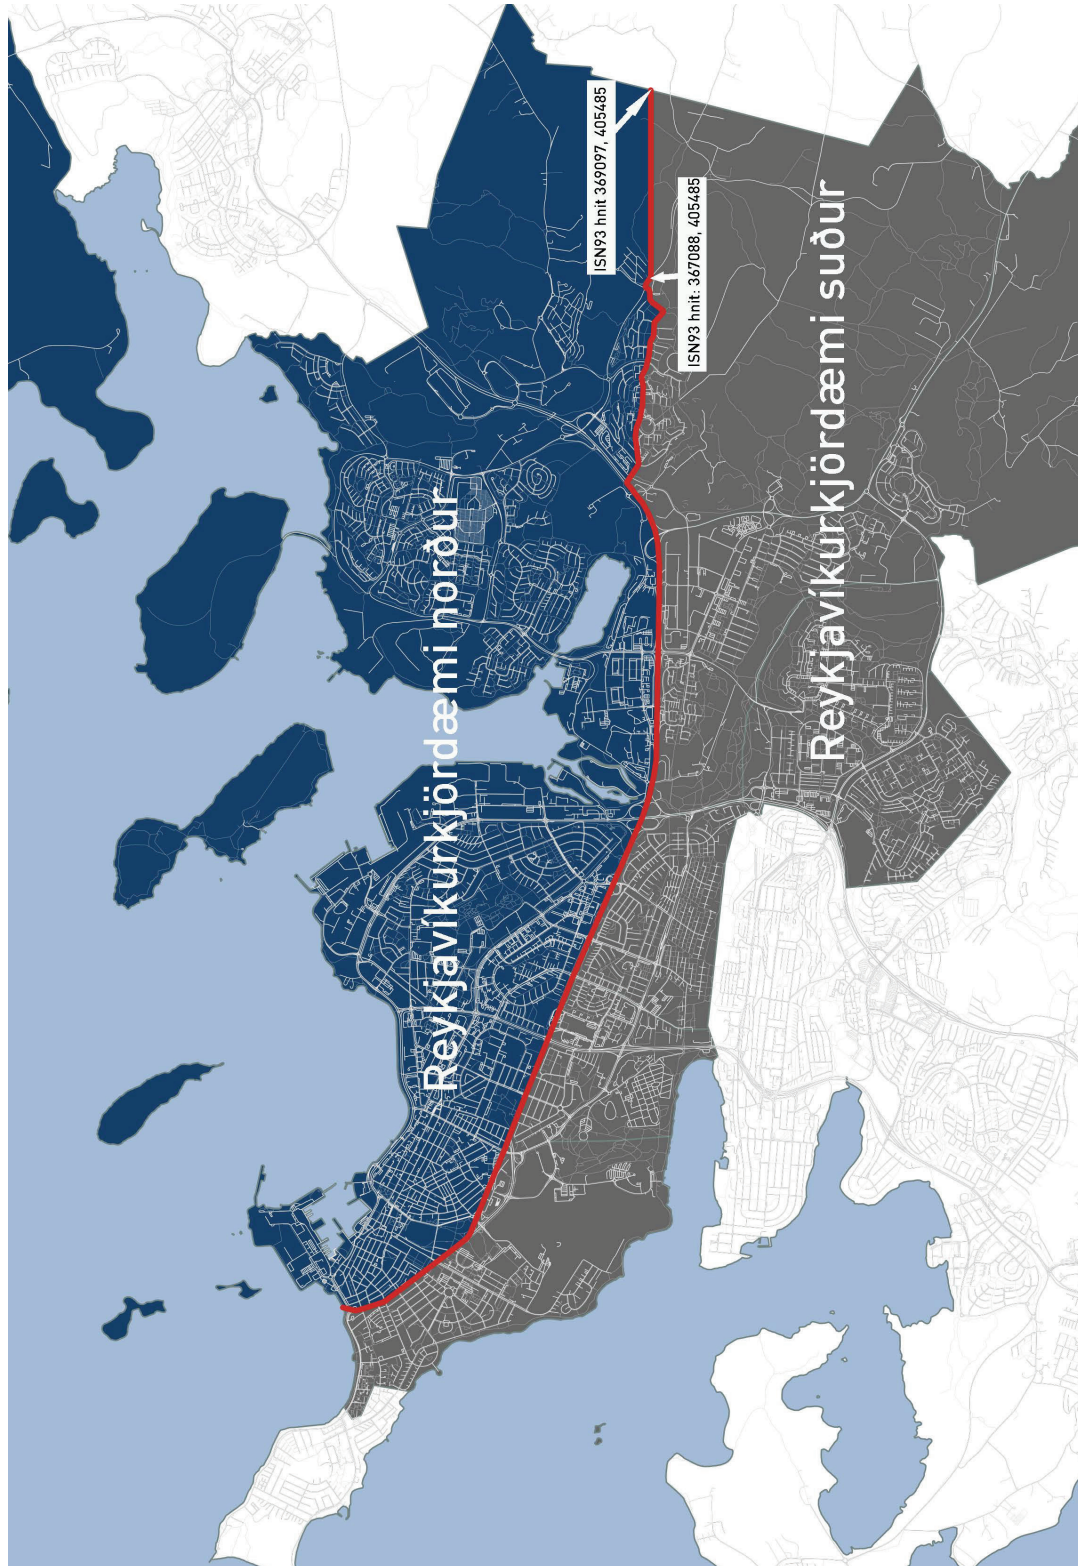 Reykjavíkurkjördæmi norður
ISN93 hnit 369097, 405485
ISN93 hnit: 367088, 405485
Reykjavíkurkjördæmi suður